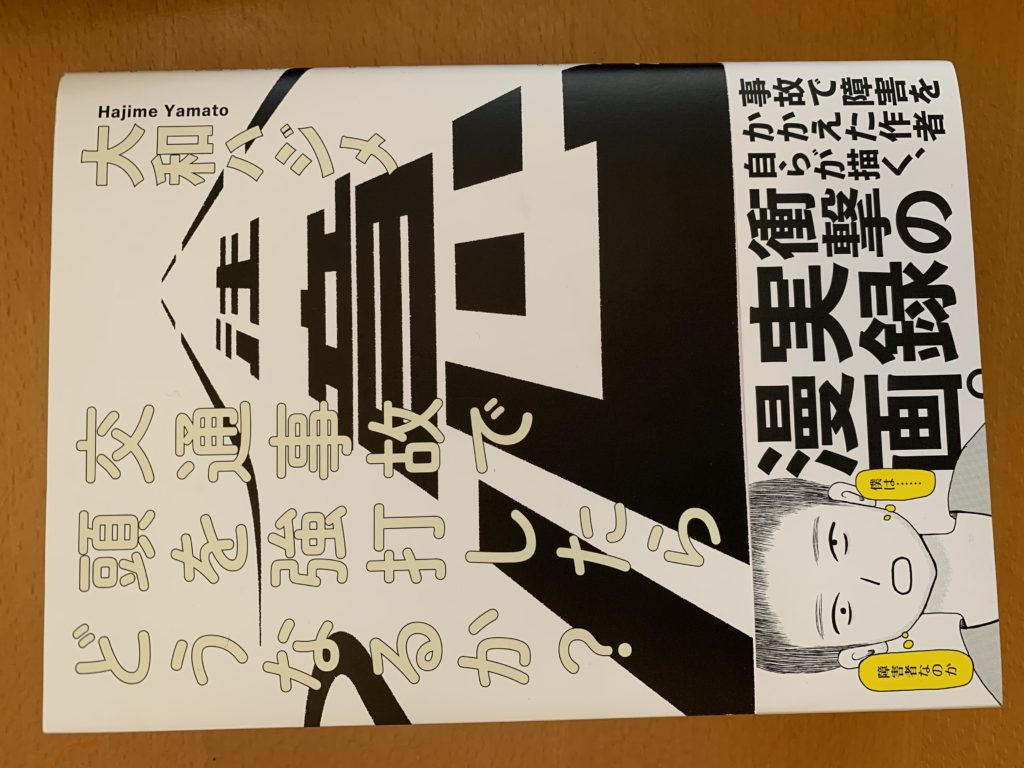 Hajime Yamato
大和ハジメ
注意
交通事故で
頭を強打したら
どうなるか？
事故で障害を
かかえた作者
自らが描く、
衝撃の
実録
漫画。
僕は……
障害者なのか